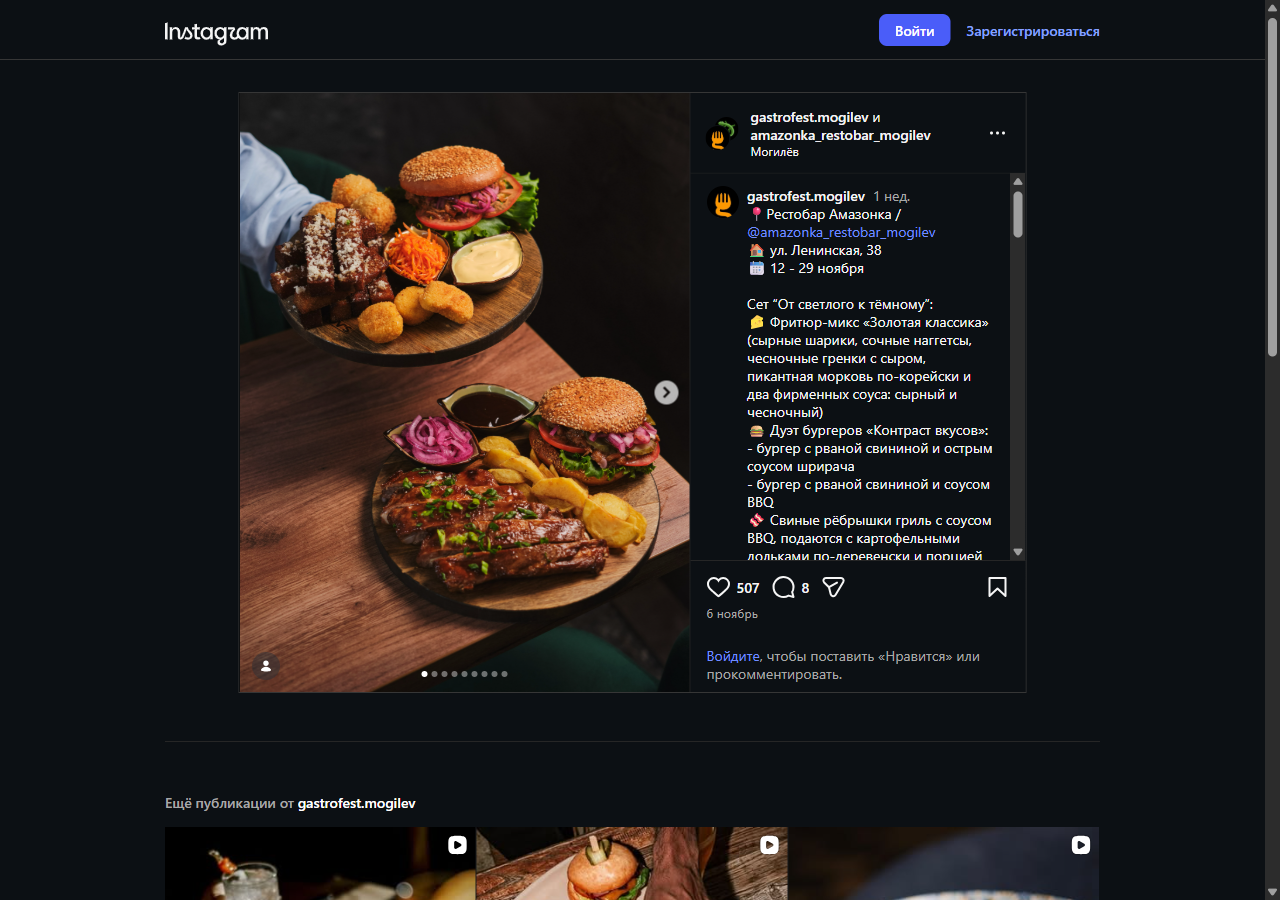 Instagram
Войти
Зарегистрироваться
gastrofest.mogilev и
amazonka_restobar_mogilev
Могилёв
gastrofest.mogilev 1 нед.
📍Рестобар Амазонка /
@amazonka_restobar_mogilev
🏠 ул. Ленинская, 38
🗓 12 - 29 ноября
Сет “От светлого к тёмному”:
🧀 Фритюр-микс «Золотая классика»
(сырные шарики, сочные наггетсы,
чесночные гренки с сыром,
пикантная морковь по-корейски и
два фирменных соуса: сырный и
чесночный)
🍔 Дуэт бургеров «Контраст вкусов»:
- бургер с рваной свининой и острым
соусом шрирача
- бургер с рваной свининой и соусом
BBQ
🍖 Свиные рёбрышки гриль с соусом
BBQ, подаются с картофельными
дольками по-деревенски и порцией
507
8
6 ноябрь
Войдите, чтобы поставить «Нравится» или
прокомментировать.
Ещё публикации от gastrofest.mogilev